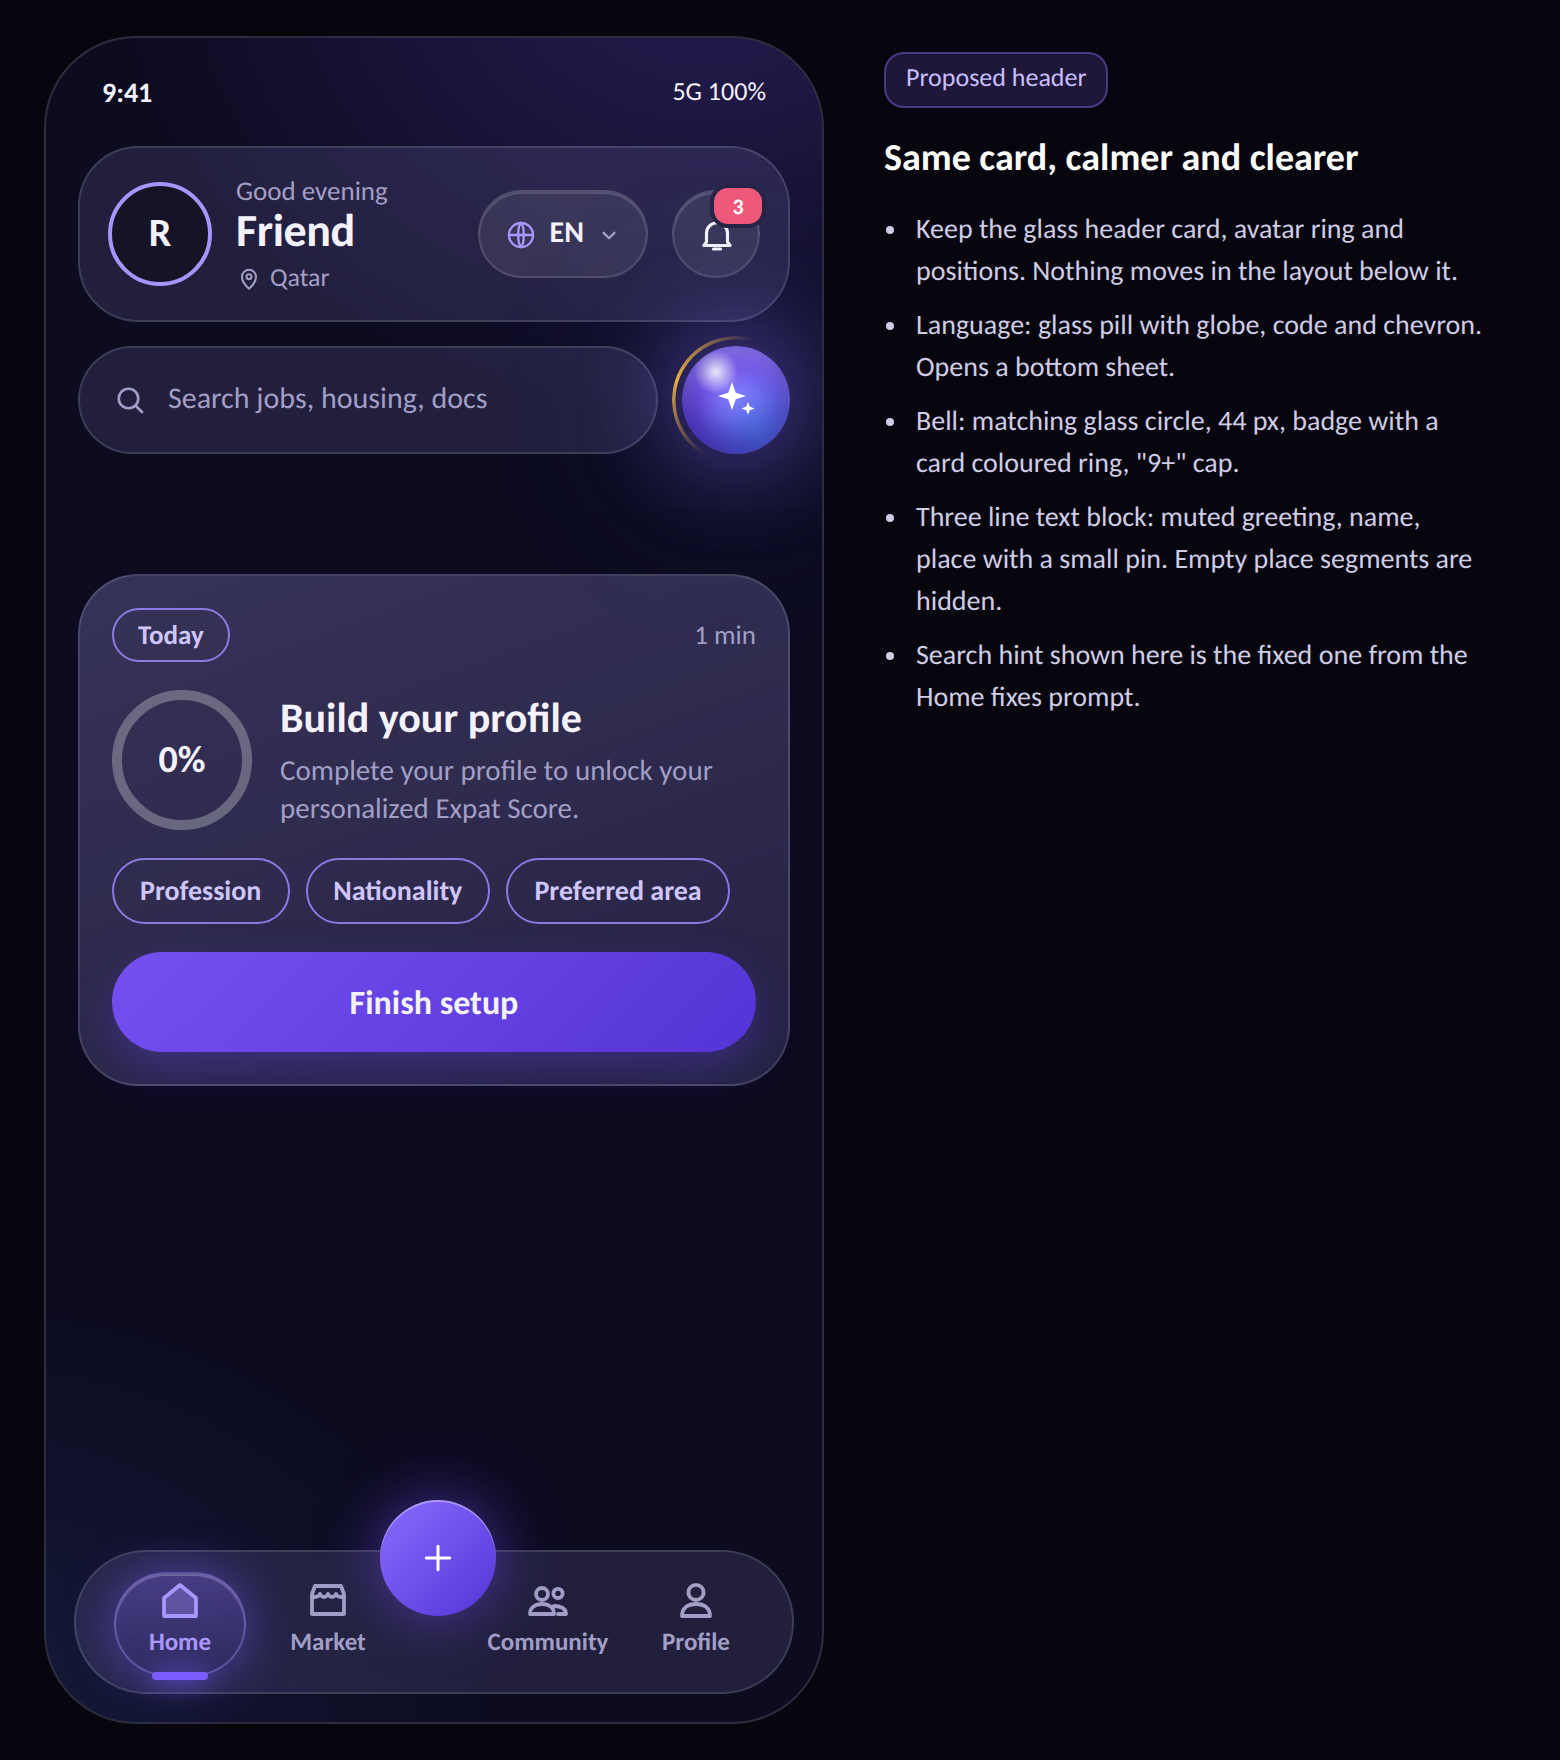 9:41
5G 100%
R
Good evening
Friend
Qatar
EN
3
Search jobs, housing, docs
Today
1 min
0%
Build your profile
Complete your profile to unlock your
personalized Expat Score.
Profession
Nationality
Preferred area
Finish setup
Home
Market
Community
Profile
Proposed header
Same card, calmer and clearer
• Keep the glass header card, avatar ring and
positions. Nothing moves in the layout below it.
• Language: glass pill with globe, code and chevron.
Opens a bottom sheet.
• Bell: matching glass circle, 44 px, badge with a
card coloured ring, "9+" cap.
• Three line text block: muted greeting, name,
place with a small pin. Empty place segments are
hidden.
• Search hint shown here is the fixed one from the
Home fixes prompt.